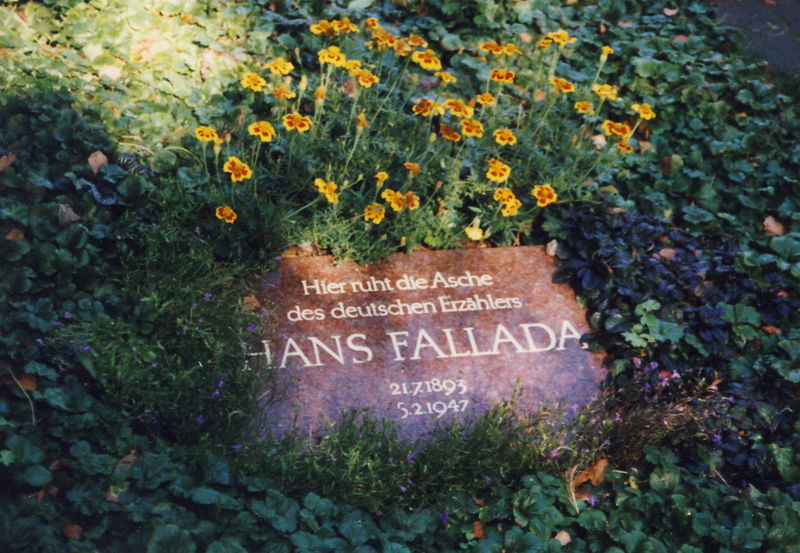 Hier ruht die Asche
des deutschen Erzählers
HANS FALLADA
21.7.1893
5.2.1947